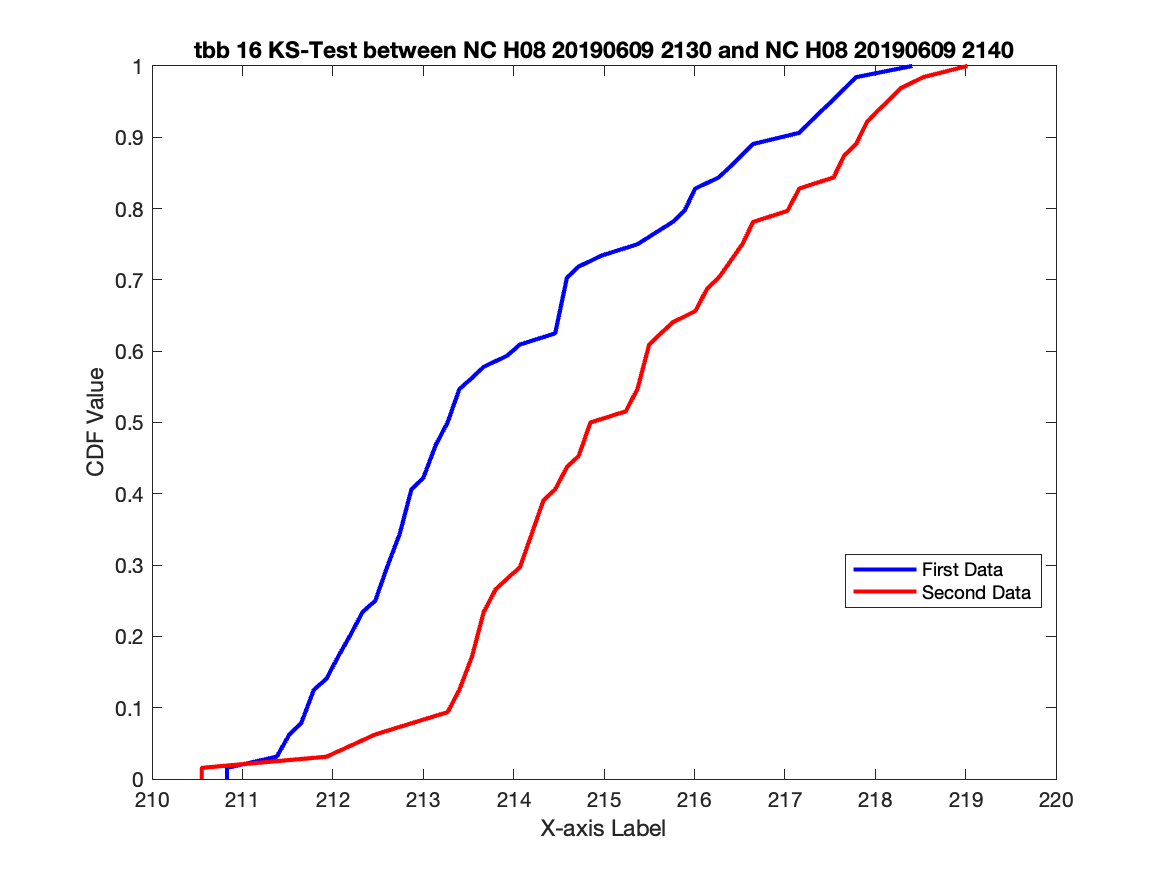 tbb 16 KS-Test between NC H08 20190609 2130 and NC H08 20190609 2140
1
0.9
0.8
0.7
0.6
0.5
0.4
0.3
0.2
0.1
0
CDF Value
First Data
Second Data
210 211 212 213 214 215 216 217 218 219 220
X-axis Label